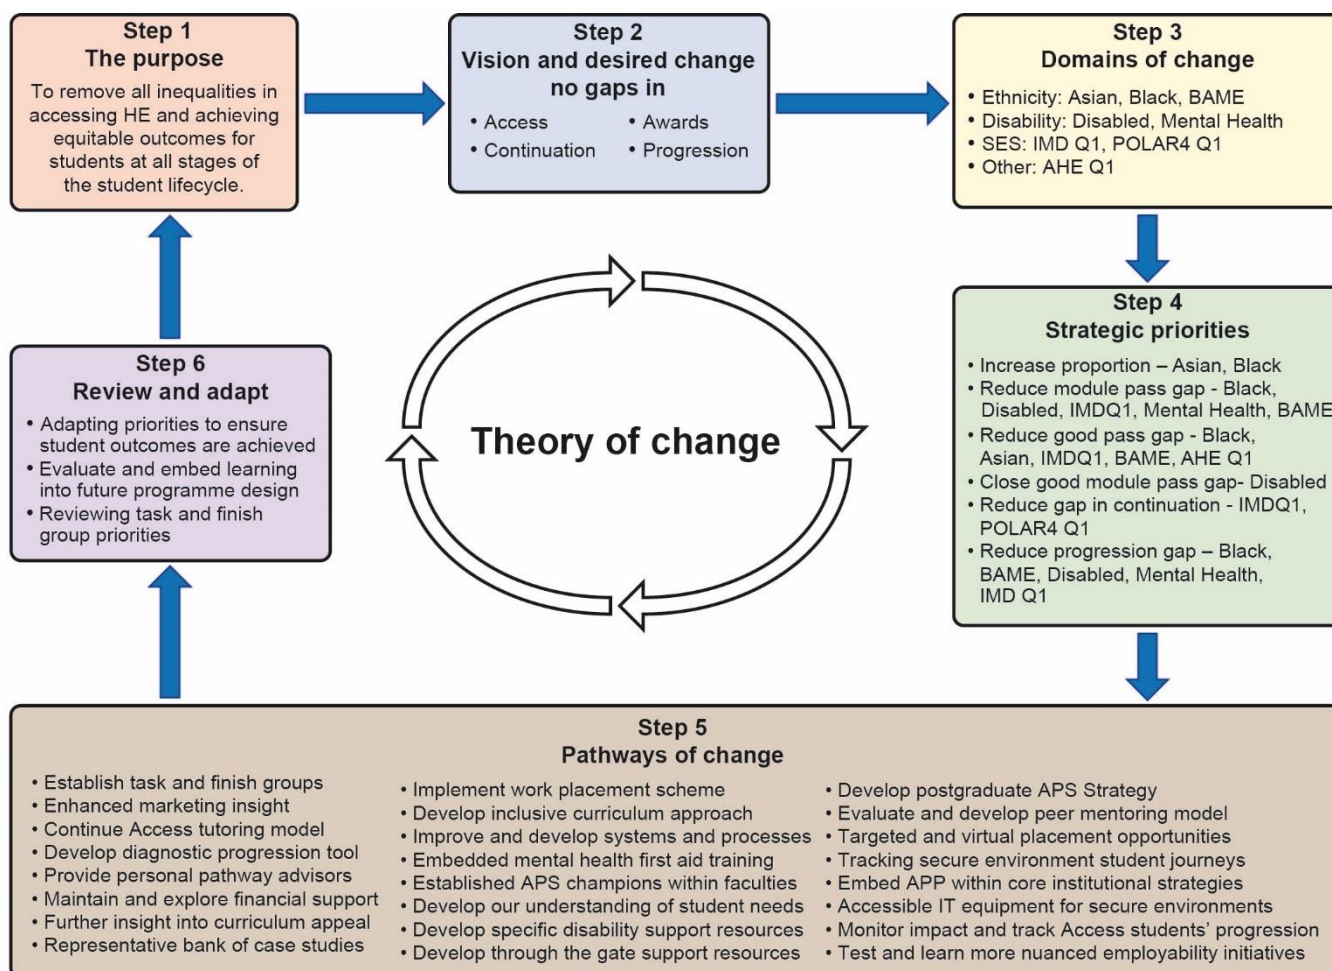 Step 1
The purpose
To remove all inequalities in
accessing HE and achieving
equitable outcomes for
students at all stages of
the student lifecycle.
Step 2
Vision and desired change
no gaps in
• Access
• Continuation
• Awards
• Progression
Step 3
Domains of change
• Ethnicity: Asian, Black, BAME
• Disability: Disabled, Mental Health
• SES: IMD Q1, POLAR4 Q1
• Other: AHE Q1
Step 4
Strategic priorities
• Increase proportion – Asian, Black
• Reduce module pass gap - Black,
Disabled, IMDQ1, Mental Health, BAME
• Reduce good pass gap - Black,
Asian, IMDQ1, BAME, AHE Q1
• Close good module pass gap- Disabled
• Reduce gap in continuation - IMDQ1,
POLAR4 Q1
• Reduce progression gap – Black,
BAME, Disabled, Mental Health,
IMD Q1
Theory of change
Step 5
Pathways of change
• Establish task and finish groups
• Enhanced marketing insight
• Continue Access tutoring model
• Develop diagnostic progression tool
• Provide personal pathway advisors
• Maintain and explore financial support
• Further insight into curriculum appeal
• Representative bank of case studies
• Implement work placement scheme
• Develop inclusive curriculum approach
• Improve and develop systems and processes
• Embedded mental health first aid training
• Established APS champions within faculties
• Develop our understanding of student needs
• Develop specific disability support resources
• Develop through the gate support resources
• Develop postgraduate APS Strategy
• Evaluate and develop peer mentoring model
• Targeted and virtual placement opportunities
• Tracking secure environment student journeys
• Embed APP within core institutional strategies
• Accessible IT equipment for secure environments
• Monitor impact and track Access students' progression
• Test and learn more nuanced employability initiatives
Step 6
Review and adapt
• Adapting priorities to ensure
student outcomes are achieved
• Evaluate and embed learning
into future programme design
• Reviewing task and finish
group priorities